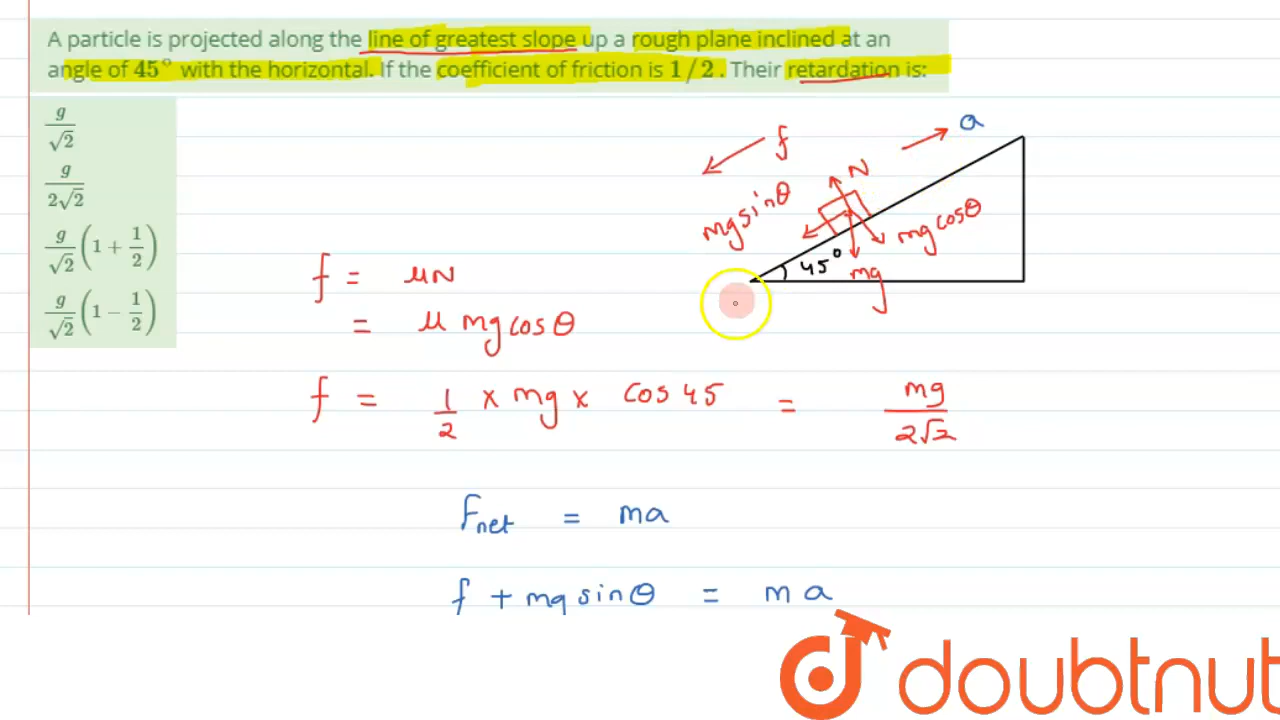 A particle is projected along the line of greatest slope up a rough plane inclined at an
angle of 45° with the horizontal. If the coefficient of friction is 1/2. Their retardation is:
g/√2
g/2√2
g/√2 (1 + 1/2)
g/√2 (1 − 1/2)
a
f
N
mg sinθ
mg cosθ
45°
mg
f = μN
= μ mg cosθ
f = 1/2 × mg × cos 45 = mg/2√2
Fnet = ma
f + mg sinθ = ma
doubtnut